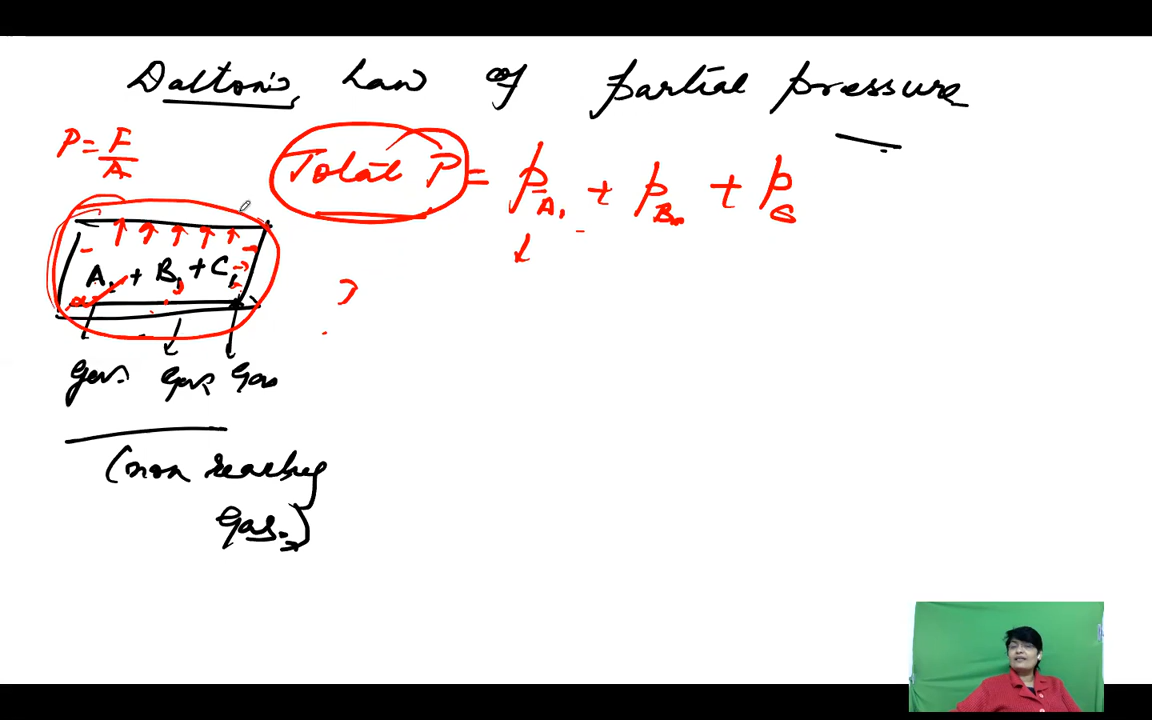 Dalton's Law of partial pressure
P = F/A
Total P = pA, + pB + pC
A, + B, + C,
?
gas gas gas
(non reacting
gas.)